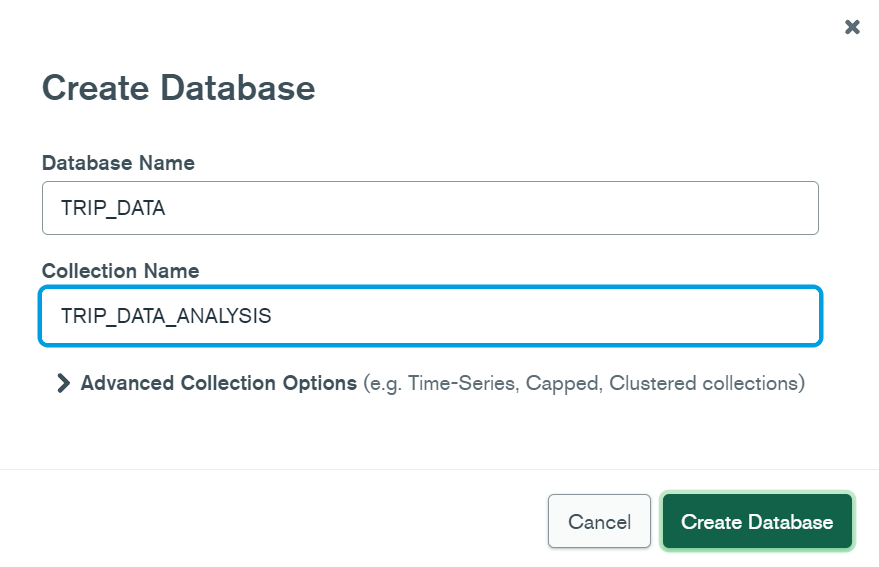 Create Database
Database Name
TRIP_DATA
Collection Name
TRIP_DATA_ANALYSIS
Advanced Collection Options (e.g. Time-Series, Capped, Clustered collections)
Cancel
Create Database